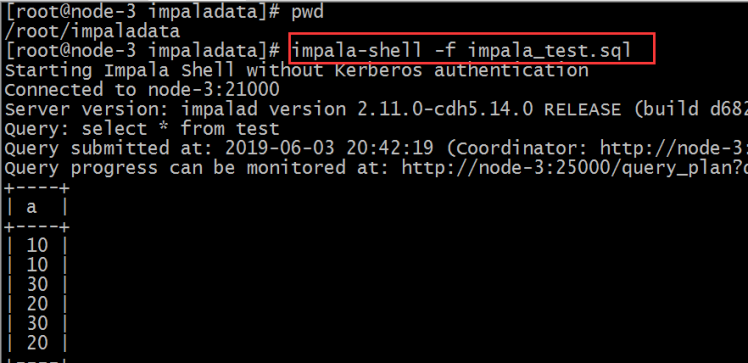 [root@node-3 impaladata]# pwd
/root/impaladata
[root@node-3 impaladata]# impala-shell -f impala_test.sql
Starting Impala Shell without Kerberos authentication
Connected to node-3:21000
Server version: impalad version 2.11.0-cdh5.14.0 RELEASE (build d682
Query: select * from test
Query submitted at: 2019-06-03 20:42:19 (Coordinator: http://node-3:
Query progress can be monitored at: http://node-3:25000/query_plan?
+----+
| a  |
+----+
| 10 |
| 10 |
| 30 |
| 20 |
| 30 |
| 20 |
+----+